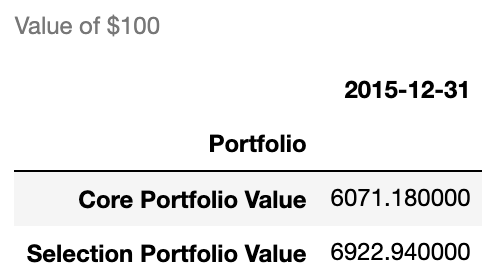 Value of $100
2015-12-31
Portfolio
Core Portfolio Value 6071.180000
Selection Portfolio Value 6922.940000